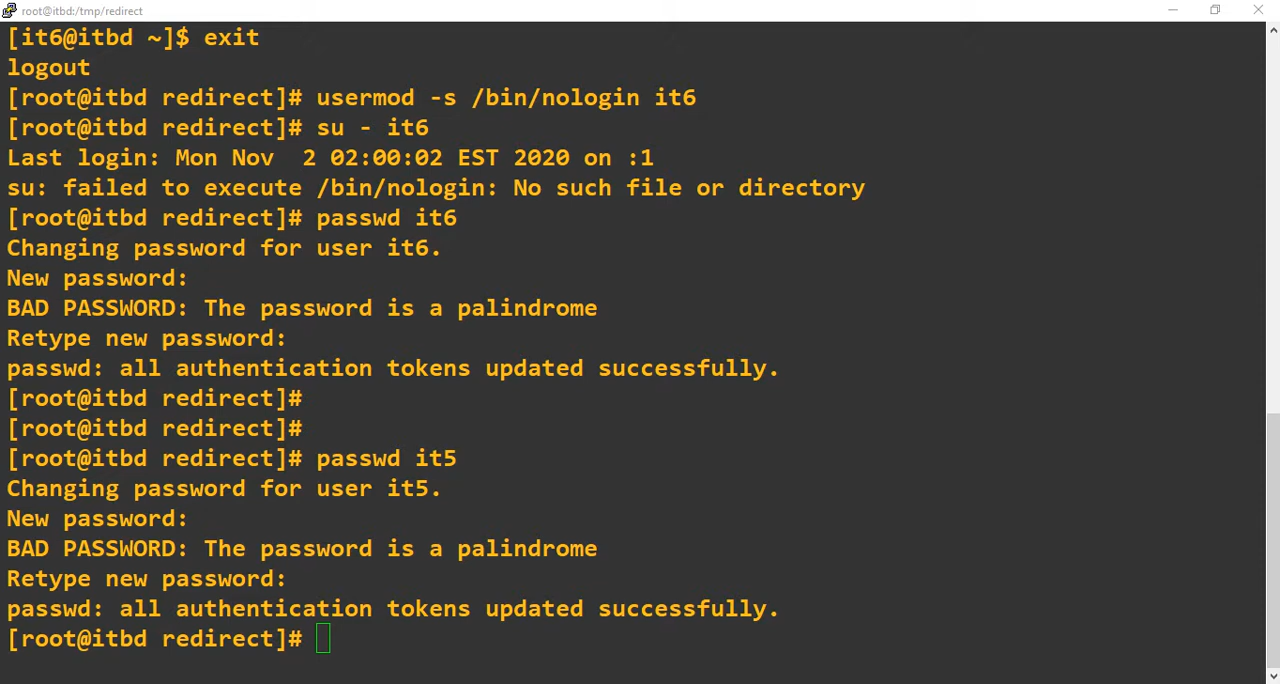 root@itbd:/tmp/redirect
[it6@itbd ~]$ exit
logout
[root@itbd redirect]# usermod -s /bin/nologin it6
[root@itbd redirect]# su - it6
Last login: Mon Nov  2 02:00:02 EST 2020 on :1
su: failed to execute /bin/nologin: No such file or directory
[root@itbd redirect]# passwd it6
Changing password for user it6.
New password:
BAD PASSWORD: The password is a palindrome
Retype new password:
passwd: all authentication tokens updated successfully.
[root@itbd redirect]#
[root@itbd redirect]#
[root@itbd redirect]# passwd it5
Changing password for user it5.
New password:
BAD PASSWORD: The password is a palindrome
Retype new password:
passwd: all authentication tokens updated successfully.
[root@itbd redirect]#